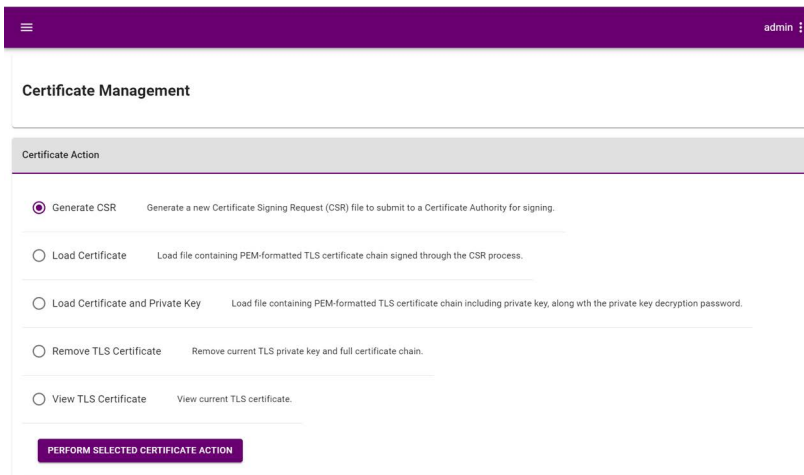 admin
Certificate Management
Certificate Action
Generate CSR Generate a new Certificate Signing Request (CSR) file to submit to a Certificate Authority for signing.
Load Certificate Load file containing PEM-formatted TLS certificate chain signed through the CSR process.
Load Certificate and Private Key Load file containing PEM-formatted TLS certificate chain including private key, along wth the private key decryption password.
Remove TLS Certificate Remove current TLS private key and full certificate chain.
View TLS Certificate View current TLS certificate.
PERFORM SELECTED CERTIFICATE ACTION